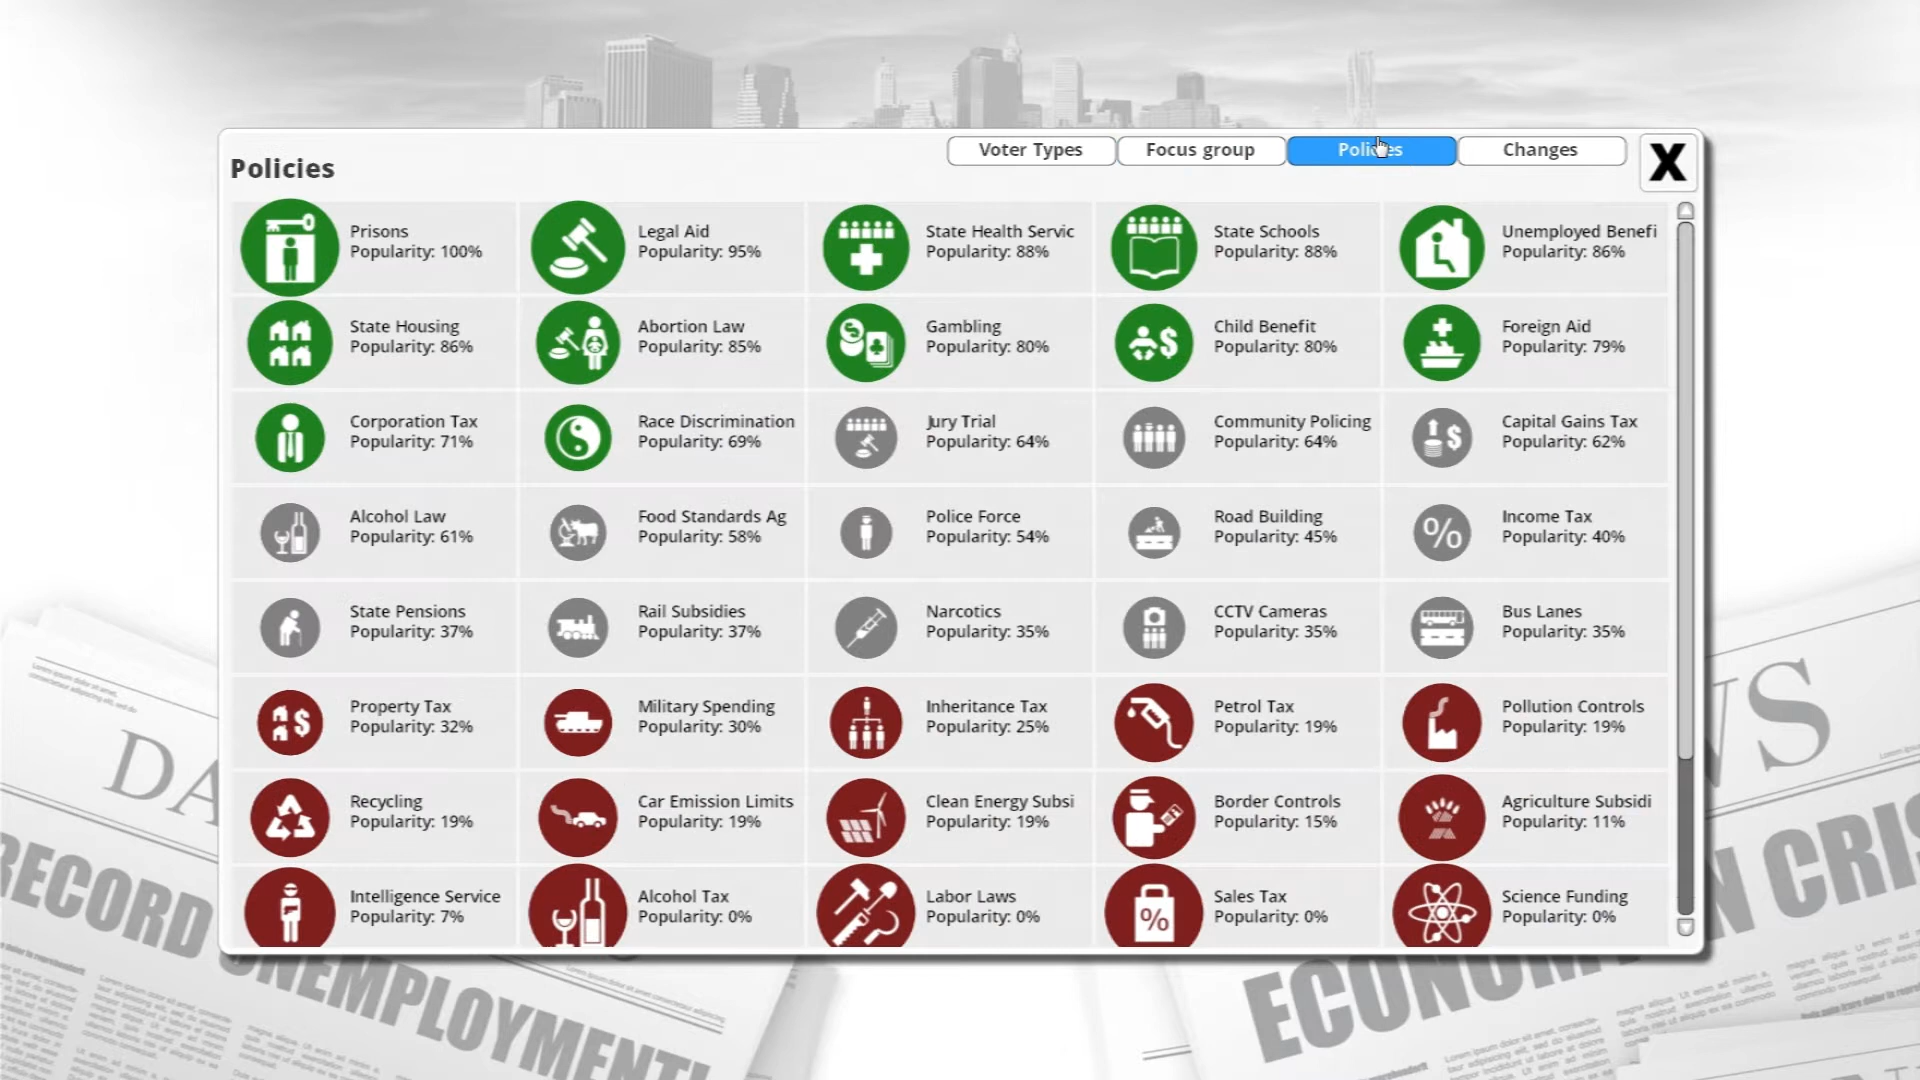 Policies
Voter Types
Focus group
Policies
Changes
X
Prisons
Popularity: 100%
Legal Aid
Popularity: 95%
State Health Servic
Popularity: 88%
State Schools
Popularity: 88%
Unemployed Benefi
Popularity: 86%
State Housing
Popularity: 86%
Abortion Law
Popularity: 85%
Gambling
Popularity: 80%
Child Benefit
Popularity: 80%
Foreign Aid
Popularity: 79%
Corporation Tax
Popularity: 71%
Race Discrimination
Popularity: 69%
Jury Trial
Popularity: 64%
Community Policing
Popularity: 64%
Capital Gains Tax
Popularity: 62%
Alcohol Law
Popularity: 61%
Food Standards Ag
Popularity: 58%
Police Force
Popularity: 54%
Road Building
Popularity: 45%
Income Tax
Popularity: 40%
State Pensions
Popularity: 37%
Rail Subsidies
Popularity: 37%
Narcotics
Popularity: 35%
CCTV Cameras
Popularity: 35%
Bus Lanes
Popularity: 35%
Property Tax
Popularity: 32%
Military Spending
Popularity: 30%
Inheritance Tax
Popularity: 25%
Petrol Tax
Popularity: 19%
Pollution Controls
Popularity: 19%
Recycling
Popularity: 19%
Car Emission Limits
Popularity: 19%
Clean Energy Subsi
Popularity: 19%
Border Controls
Popularity: 15%
Agriculture Subsidi
Popularity: 11%
Intelligence Service
Popularity: 7%
Alcohol Tax
Popularity: 0%
Labor Laws
Popularity: 0%
Sales Tax
Popularity: 0%
Science Funding
Popularity: 0%
DA
RECORD UNEMPLOYMENT!
WS
ECONOM
N CRIS